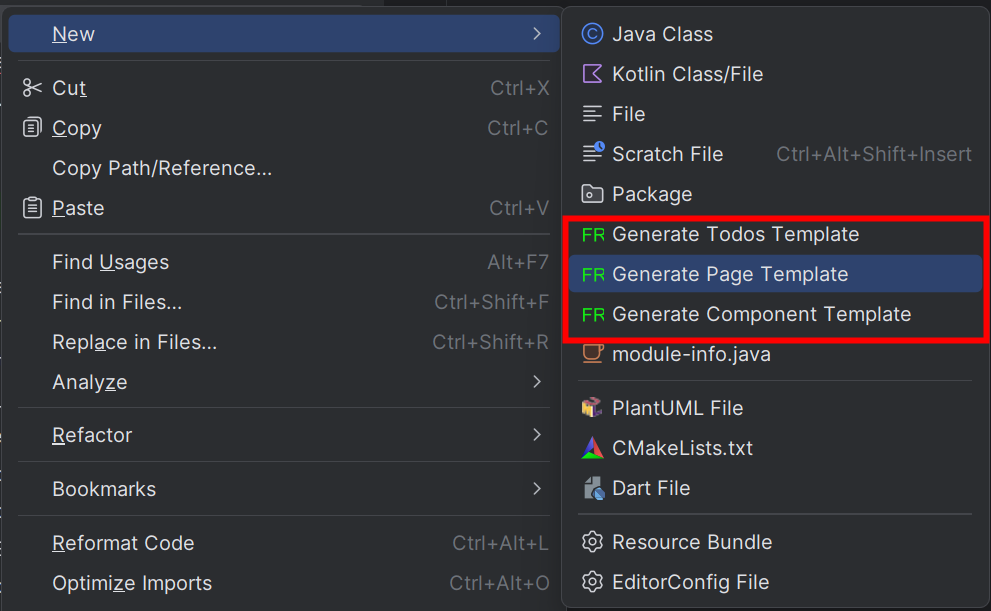 New
Cut Ctrl+X
Copy Ctrl+C
Copy Path/Reference...
Paste Ctrl+V
Find Usages Alt+F7
Find in Files... Ctrl+Shift+F
Replace in Files... Ctrl+Shift+R
Analyze
Refactor
Bookmarks
Reformat Code Ctrl+Alt+L
Optimize Imports Ctrl+Alt+O
Java Class
Kotlin Class/File
File
Scratch File Ctrl+Alt+Shift+Insert
Package
FR Generate Todos Template
FR Generate Page Template
FR Generate Component Template
module-info.java
PlantUML File
CMakeLists.txt
Dart File
Resource Bundle
EditorConfig File